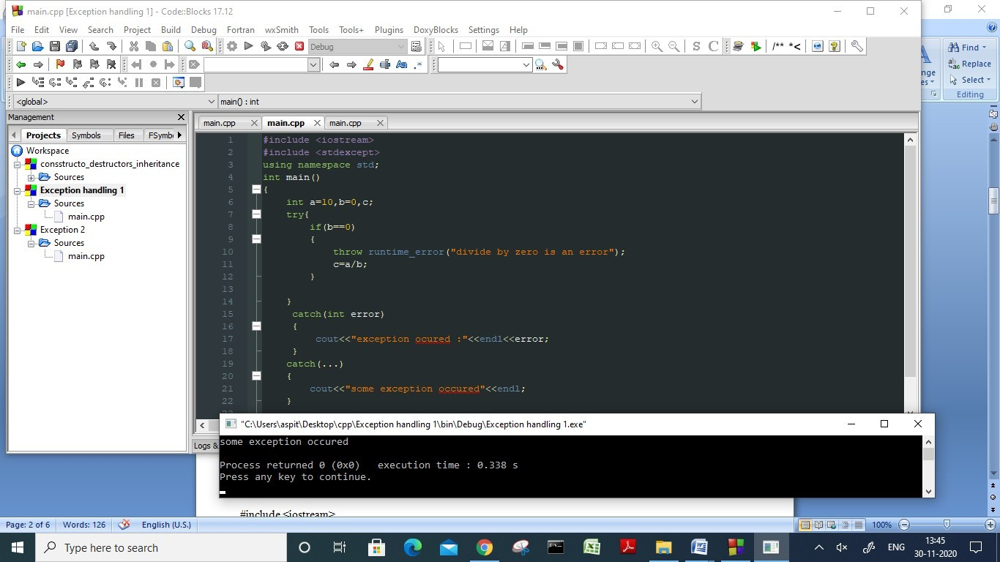 main.cpp [Exception handling 1] - Code::Blocks 17.12
File Edit View Search Project Build Debug Fortran wxSmith Tools Tools+ Plugins DoxyBlocks Settings Help
Debug
S C /** *<
Aa .*
<global> main() : int
Find
Replace
Select
Editing
Management
Projects Symbols Files FSymb
Workspace
consstructo_destructors_inheritance
Sources
Exception handling 1
Sources
main.cpp
Exception 2
Sources
main.cpp
main.cpp main.cpp main.cpp
1 #include <iostream>
2 #include <stdexcept>
3 using namespace std;
4 int main()
5 {
6 int a=10,b=0,c;
7 try{
8 if(b==0)
9 {
10 throw runtime_error("divide by zero is an error");
11 c=a/b;
12 }
13
14 }
15 catch(int error)
16 {
17 cout<<"exception ocured :"<<endl<<error;
18 }
19 catch(...)
20 {
21 cout<<"some exception occured"<<endl;
22 }
Logs &
"C:\Users\aspit\Desktop\cpp\Exception handling 1\bin\Debug\Exception handling 1.exe"
some exception occured
Process returned 0 (0x0) execution time : 0.338 s
Press any key to continue.
#include <iostream>
Page: 2 of 6 Words: 126 English (U.S.) 100%
Type here to search
ENG
13:45
30-11-2020